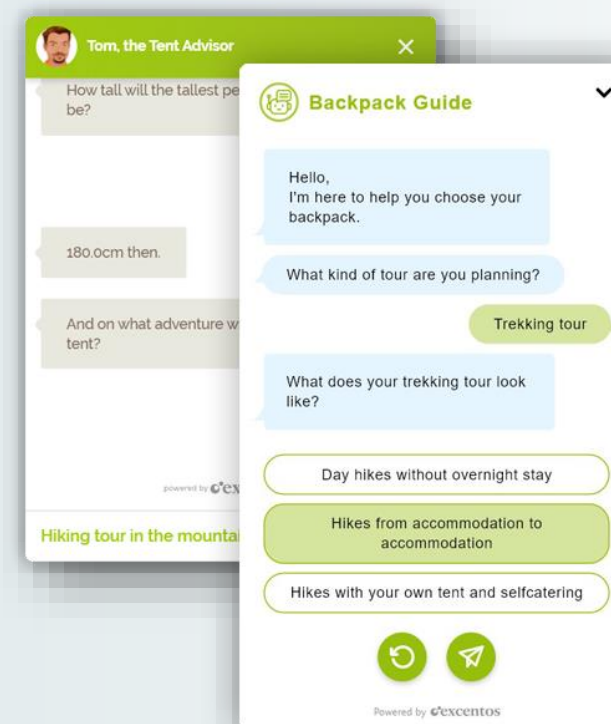 Tom, the Tent Advisor
How tall will the tallest pe
be?
180.0cm then.
And on what adventure w
tent?
powered by excentos
Hiking tour in the mountai
Backpack Guide
Hello,
I'm here to help you choose your
backpack.
What kind of tour are you planning?
Trekking tour
What does your trekking tour look
like?
Day hikes without overnight stay
Hikes from accommodation to
accommodation
Hikes with your own tent and selfcatering
Powered by excentos